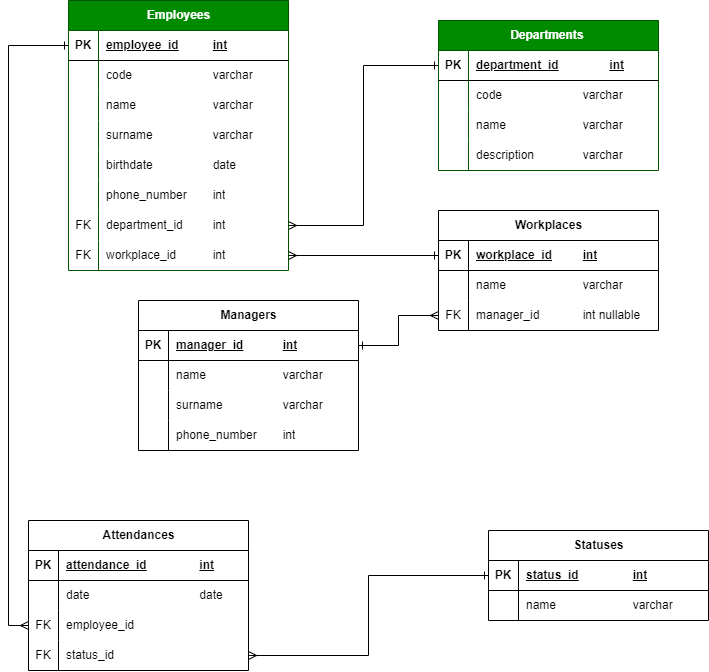 Employees
PK employee_id int
code varchar
name varchar
surname varchar
birthdate date
phone_number int
FK department_id int
FK workplace_id int
Departments
PK department_id int
code varchar
name varchar
description varchar
Workplaces
PK workplace_id int
name varchar
FK manager_id int nullable
Managers
PK manager_id int
name varchar
surname varchar
phone_number int
Attendances
PK attendance_id int
date date
FK employee_id
FK status_id
Statuses
PK status_id int
name varchar